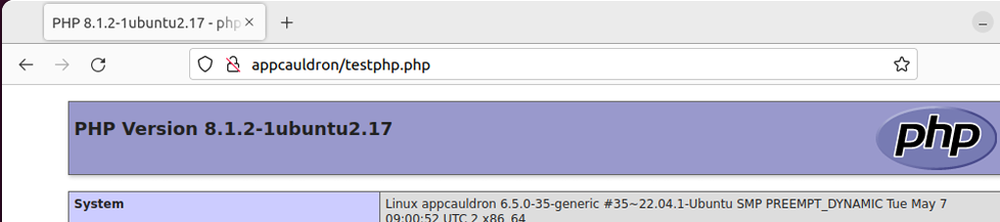 PHP 8.1.2-1ubuntu2.17 - php
appcauldron/testphp.php
PHP Version 8.1.2-1ubuntu2.17
php
System
Linux appcauldron 6.5.0-35-generic #35~22.04.1-Ubuntu SMP PREEMPT_DYNAMIC Tue May 7
09:00:52 UTC 2 x86_64